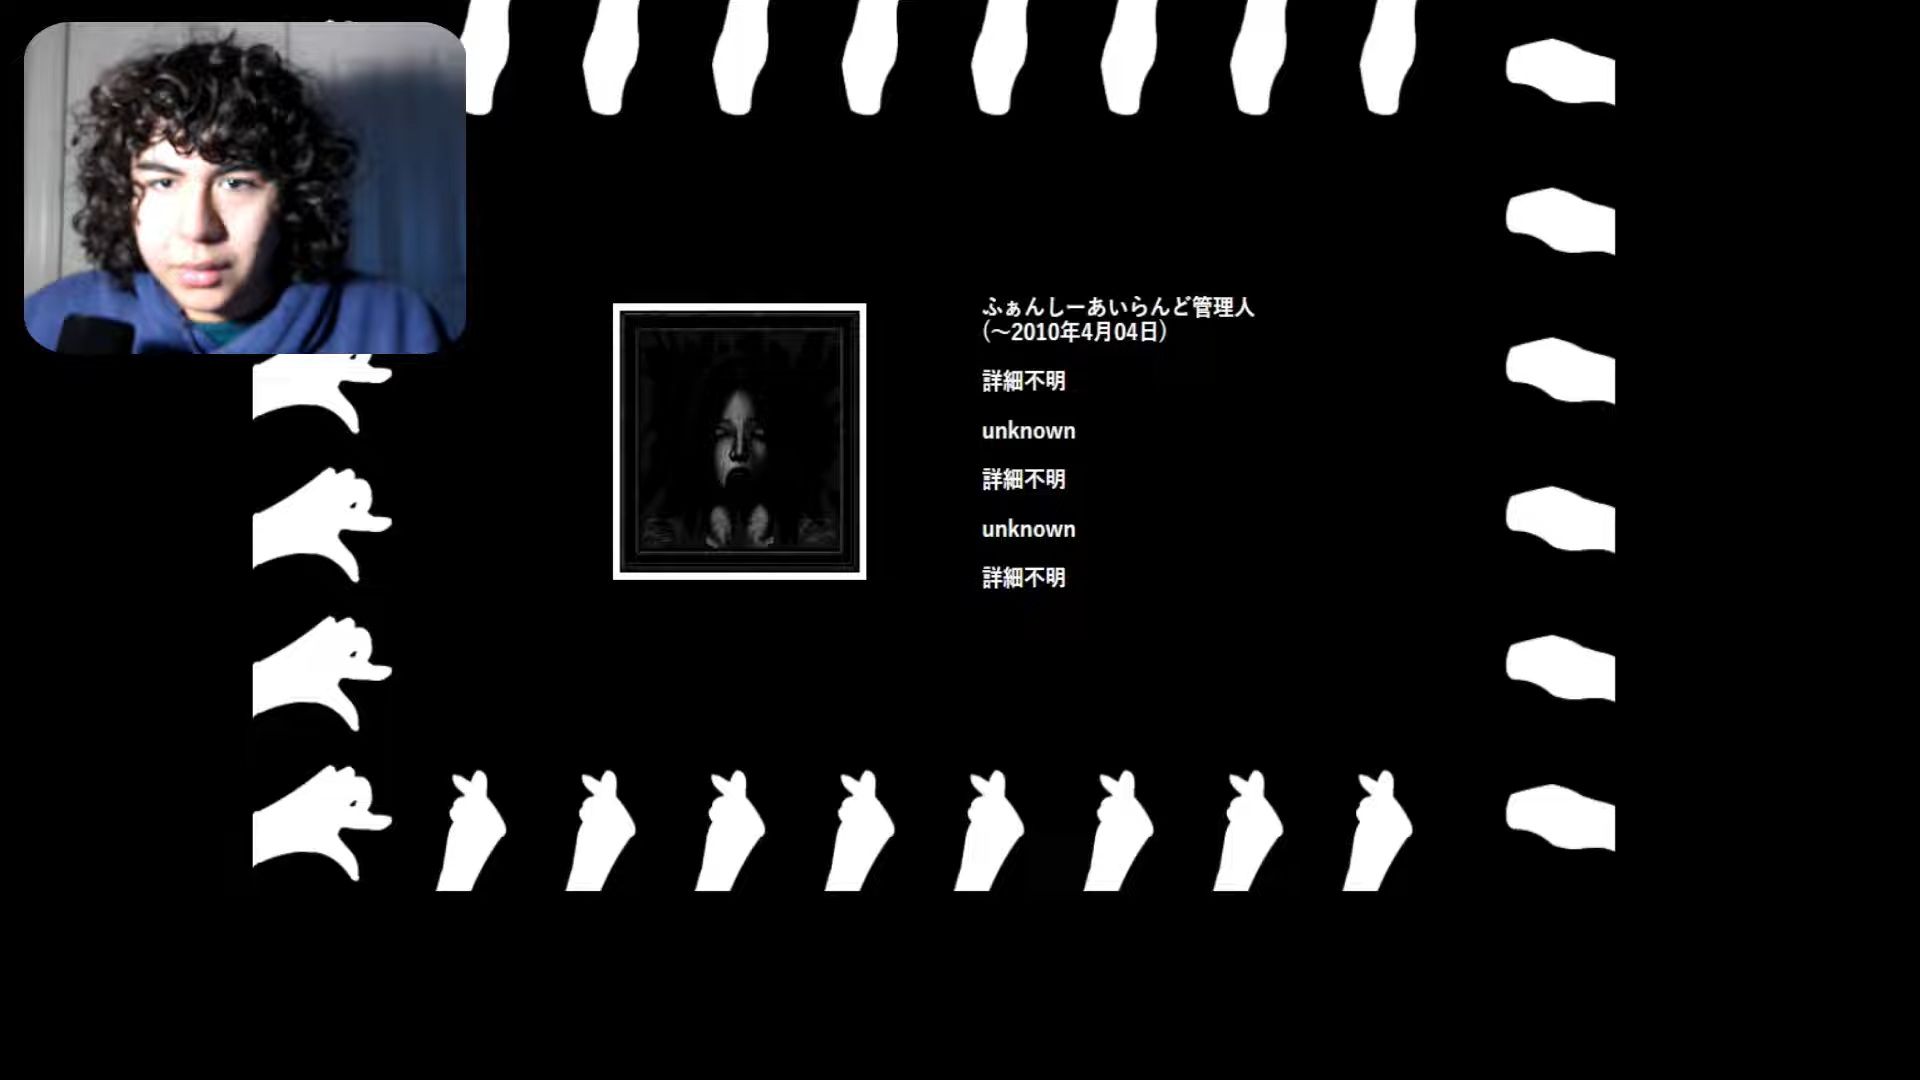 ふぁんしーあいらんど管理人
(～2010年4月04日)
詳細不明
unknown
詳細不明
unknown
詳細不明